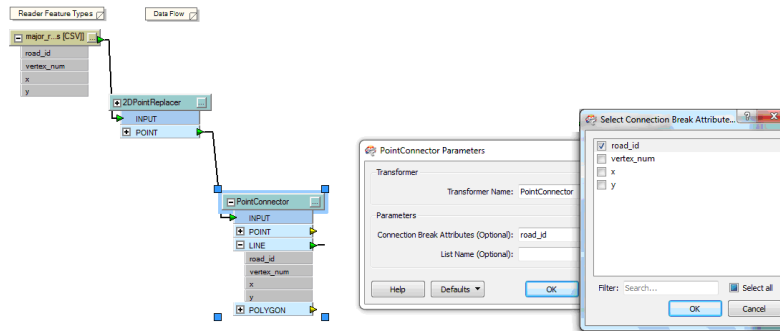 Reader Feature Types
Data Flow
major_r...s [CSV]]
...
road_id
vertex_num
x
y
2DPointReplacer
...
INPUT
POINT
PointConnector
...
INPUT
POINT
LINE
road_id
vertex_num
x
y
POLYGON
PointConnector Parameters
Transformer
Transformer Name: PointConnector
Parameters
Connection Break Attributes (Optional): road_id
List Name (Optional):
Help
Defaults
OK
Select Connection Break Attribute...
?
road_id
vertex_num
x
y
Filter: Search...
Select all
OK
Cancel